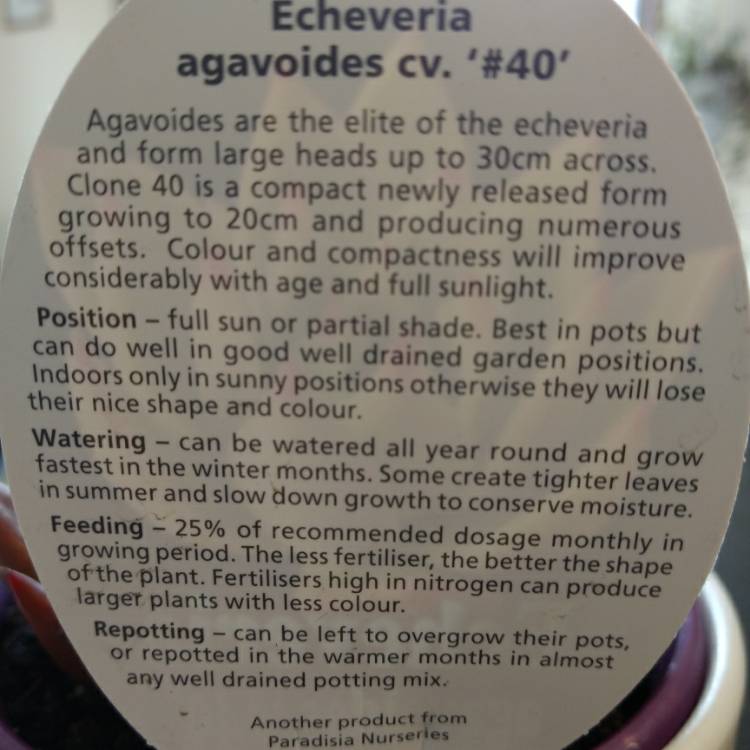 Echeveria
agavoides cv. '#40'
Agavoides are the elite of the echeveria
and form large heads up to 30cm across.
Clone 40 is a compact newly released form
growing to 20cm and producing numerous
offsets. Colour and compactness will improve
considerably with age and full sunlight.
Position – full sun or partial shade. Best in pots but
can do well in good well drained garden positions.
Indoors only in sunny positions otherwise they will lose
their nice shape and colour.
Watering – can be watered all year round and grow
fastest in the winter months. Some create tighter leaves
in summer and slow down growth to conserve moisture.
Feeding – 25% of recommended dosage monthly in
growing period. The less fertiliser, the better the shape
of the plant. Fertilisers high in nitrogen can produce
larger plants with less colour.
Repotting – can be left to overgrow their pots,
or repotted in the warmer months in almost
any well drained potting mix.
Another product from
Paradisia Nurseries